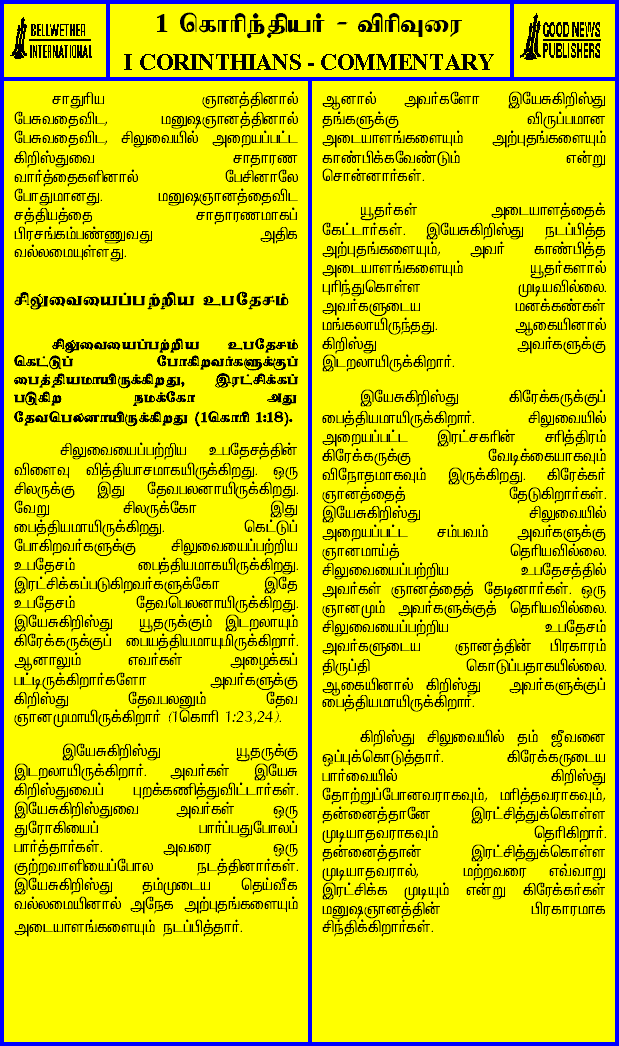 BELLWETHER
INTERNATIONAL
1 கொரிந்தியர் - விரிவுரை
I CORINTHIANS - COMMENTARY
GOOD NEWS
PUBLISHERS
சாதுரிய ஞானத்தினால்
பேசுவதைவிட, மனுஷஞானத்தினால்
பேசுவதைவிட, சிலுவையில் அறையப்பட்ட
கிறிஸ்துவை சாதாரண
வார்த்தைகளினால் பேசினாலே
போதுமானது. மனுஷஞானத்தைவிட
சத்தியத்தை சாதாரணமாகப்
பிரசங்கம்பண்ணுவது அதிக
வல்லமையுள்ளது.
சிலுவையைப்பற்றிய உபதேசம்
சிலுவையைப்பற்றிய உபதேசம்
கெட்டுப் போகிறவர்களுக்குப்
பைத்தியமாயிருக்கிறது, இரட்சிக்கப்
படுகிற நமக்கோ அது
தேவபெலனாயிருக்கிறது (1கொரி 1:18).
சிலுவையைப்பற்றிய உபதேசத்தின்
விளைவு வித்தியாசமாகயிருக்கிறது. ஒரு
சிலருக்கு இது தேவபலனாயிருக்கிறது.
வேறு சிலருக்கோ இது
பைத்தியமாயிருக்கிறது. கெட்டுப்
போகிறவர்களுக்கு சிலுவையைப்பற்றிய
உபதேசம் பைத்தியமாகயிருக்கிறது.
இரட்சிக்கப்படுகிறவர்களுக்கோ இதே
உபதேசம் தேவபெலனாயிருக்கிறது.
இயேசுகிறிஸ்து யூதருக்கும் இடறலாயும்
கிரேக்கருக்குப் பையத்தியமாயுமிருக்கிறார்.
ஆனாலும் எவர்கள் அழைக்கப்
பட்டிருக்கிறார்களோ அவர்களுக்கு
கிறிஸ்து தேவபலனும் தேவ
ஞானமுமாயிருக்கிறார் (1கொரி 1:23,24).
இயேசுகிறிஸ்து யூதருக்கு
இடறலாயிருக்கிறார். அவர்கள் இயேசு
கிறிஸ்துவைப் புறக்கணித்துவிட்டார்கள்.
இயேசுகிறிஸ்துவை அவர்கள் ஒரு
துரோகியைப் பார்ப்பதுபோலப்
பார்த்தார்கள். அவரை ஒரு
குற்றவாளியைப்போல நடத்தினார்கள்.
இயேசுகிறிஸ்து தம்முடைய தெய்வீக
வல்லமையினால் அநேக அற்புதங்களையும்
அடையாளங்களையும் நடப்பித்தார்.
ஆனால் அவர்களோ இயேசுகிறிஸ்து
தங்களுக்கு விருப்பமான
அடையாளங்களையும் அற்புதங்களையும்
காண்பிக்கவேண்டும் என்று
சொன்னார்கள்.
யூதர்கள் அடையாளத்தைக்
கேட்டார்கள். இயேசுகிறிஸ்து நடப்பித்த
அற்புதங்களையும், அவர் காண்பித்த
அடையாளங்களையும் யூதர்களால்
புரிந்துகொள்ள முடியவில்லை.
அவர்களுடைய மனக்கண்கள்
மங்கலாயிருந்தது. ஆகையினால்
கிறிஸ்து அவர்களுக்கு
இடறலாயிருக்கிறார்.
இயேசுகிறிஸ்து கிரேக்கருக்குப்
பைத்தியமாயிருக்கிறார். சிலுவையில்
அறையப்பட்ட இரட்சகரின் சரித்திரம்
கிரேக்கருக்கு வேடிக்கையாகவும்
விநோதமாகவும் இருக்கிறது. கிரேக்கர்
ஞானத்தைத் தேடுகிறார்கள்.
இயேசுகிறிஸ்து சிலுவையில்
அறையப்பட்ட சம்பவம் அவர்களுக்கு
ஞானமாய்த் தெரியவில்லை.
சிலுவையைப்பற்றிய உபதேசத்தில்
அவர்கள் ஞானத்தைத் தேடினார்கள். ஒரு
ஞானமும் அவர்களுக்குத் தெரியவில்லை.
சிலுவையைப்பற்றிய உபதேசம்
அவர்களுடைய ஞானத்தின் பிரகாரம்
திருப்தி கொடுப்பதாகயில்லை.
ஆகையினால் கிறிஸ்து அவர்களுக்குப்
பைத்தியமாயிருக்கிறார்.
கிறிஸ்து சிலுவையில் தம் ஜீவனை
ஒப்புக்கொடுத்தார். கிரேக்கருடைய
பார்வையில் கிறிஸ்து
தோற்றுப்போனவராகவும், மரித்தவராகவும்,
தன்னைத்தானே இரட்சித்துக்கொள்ள
முடியாதவராகவும் தெரிகிறார்.
தன்னைத்தான் இரட்சித்துக்கொள்ள
முடியாதவரால், மற்றவரை எவ்வாறு
இரட்சிக்க முடியும் என்று கிரேக்கர்கள்
மனுஷஞானத்தின் பிரகாரமாக
சிந்திக்கிறார்கள்.